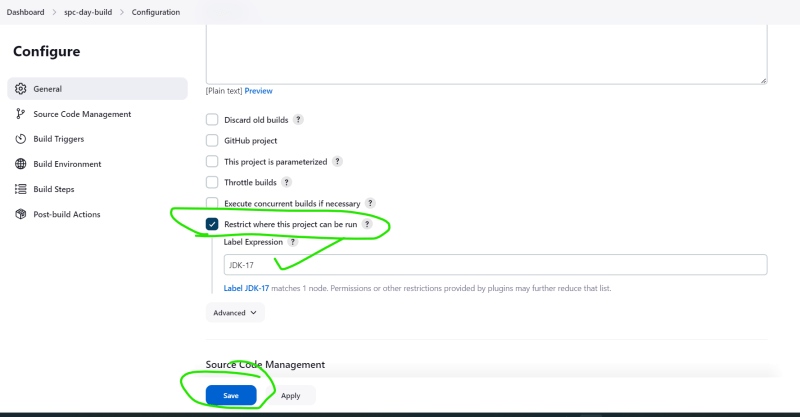 Dashboard > spc-day-build > Configuration
Configure
General
Source Code Management
Build Triggers
Build Environment
Build Steps
Post-build Actions
[Plain text] Preview
Discard old builds ?
GitHub project
This project is parameterized ?
Throttle builds ?
Execute concurrent builds if necessary ?
Restrict where this project can be run ?
Label Expression ?
JDK-17
Label JDK-17 matches 1 node. Permissions or other restrictions provided by plugins may further reduce that list.
Advanced
Source Code Management
Save Apply